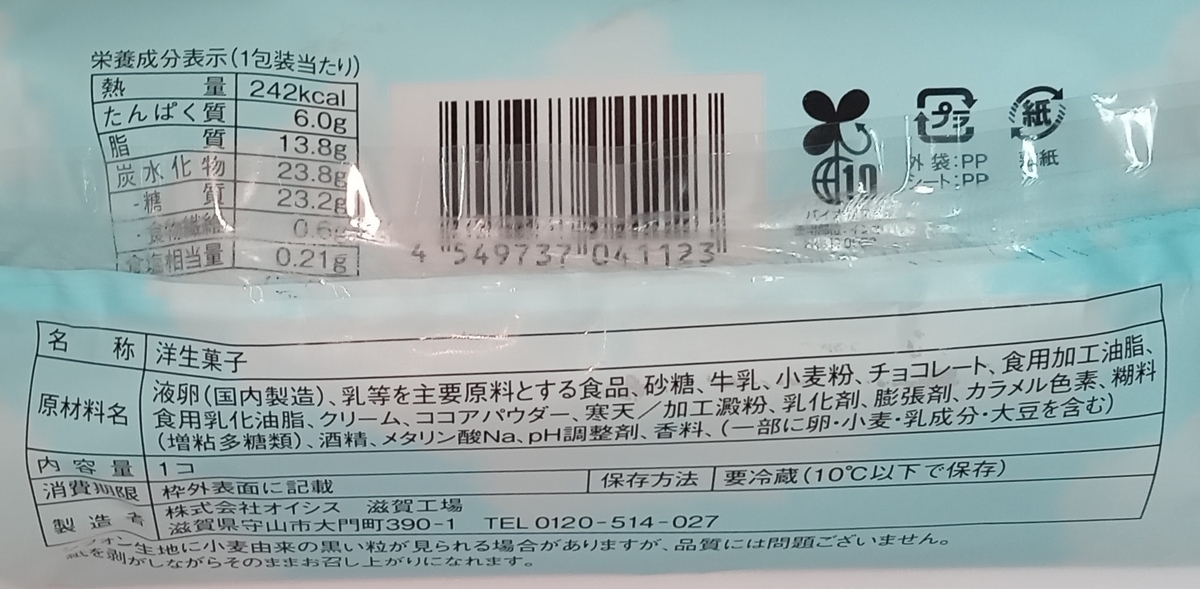 栄養成分表示(1包装当たり)
熱量 242kcal
たんぱく質 6.0g
脂質 13.8g
炭水化物 23.8g
-糖質 23.2g
-食物繊維 0.6g
食塩相当量 0.21g
4 549737 041123
10
プラ
外袋:PP
シート:PP
紙
紙
名称 洋生菓子
原材料名 液卵(国内製造)、乳等を主要原料とする食品、砂糖、牛乳、小麦粉、チョコレート、食用加工油脂、
食用乳化油脂、クリーム、ココアパウダー、寒天/加工澱粉、乳化剤、膨張剤、カラメル色素、糊料
(増粘多糖類)、酒精、メタリン酸Na、pH調整剤、香料、(一部に卵・小麦・乳成分・大豆を含む)
内容量 1コ
消費期限 枠外表面に記載 保存方法 要冷蔵(10℃以下で保存)
製造者 株式会社オイシス 滋賀工場
滋賀県守山市大門町390-1 TEL 0120-514-027
生地に小麦由来の黒い粒が見られる場合がありますが、品質には問題ございません。
紙を剥がしながらそのままお召し上がりになれます。